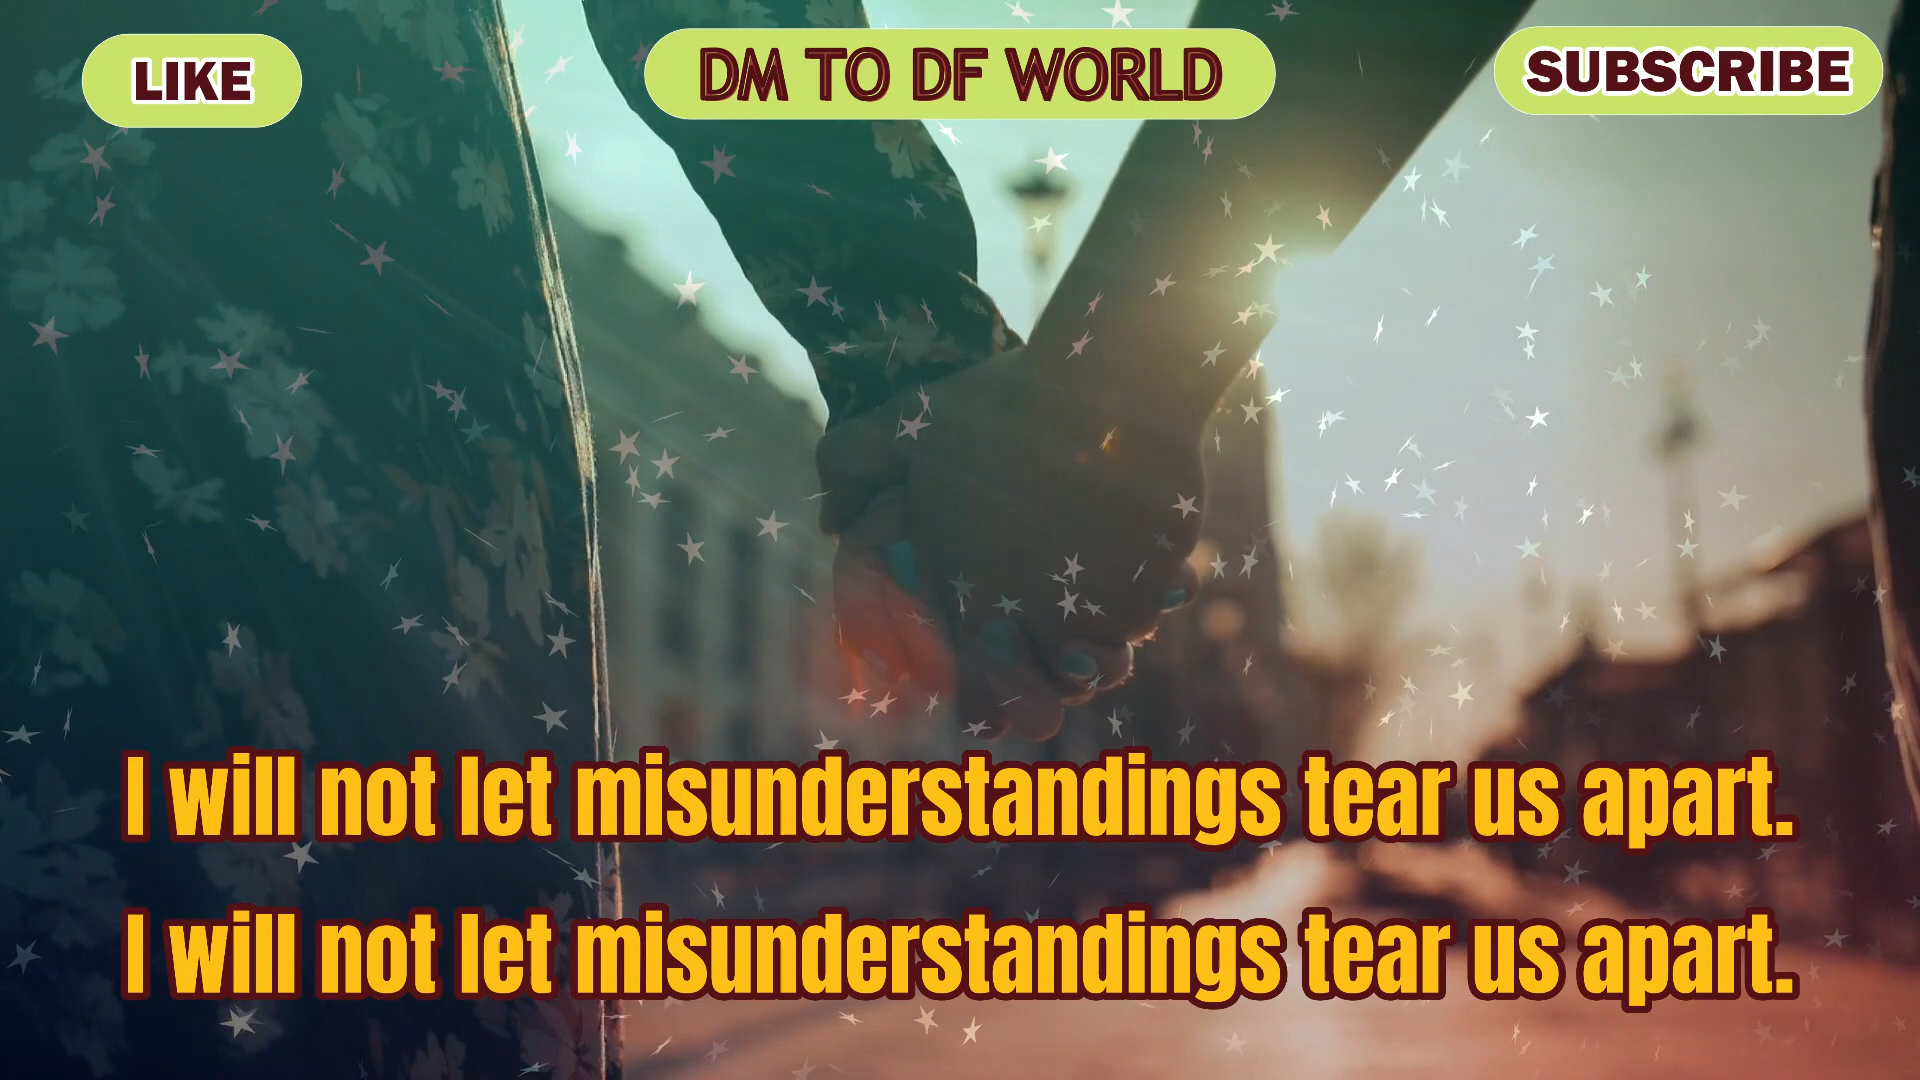 LIKE
DM TO DF WORLD
SUBSCRIBE
I will not let misunderstandings tear us apart.
I will not let misunderstandings tear us apart.